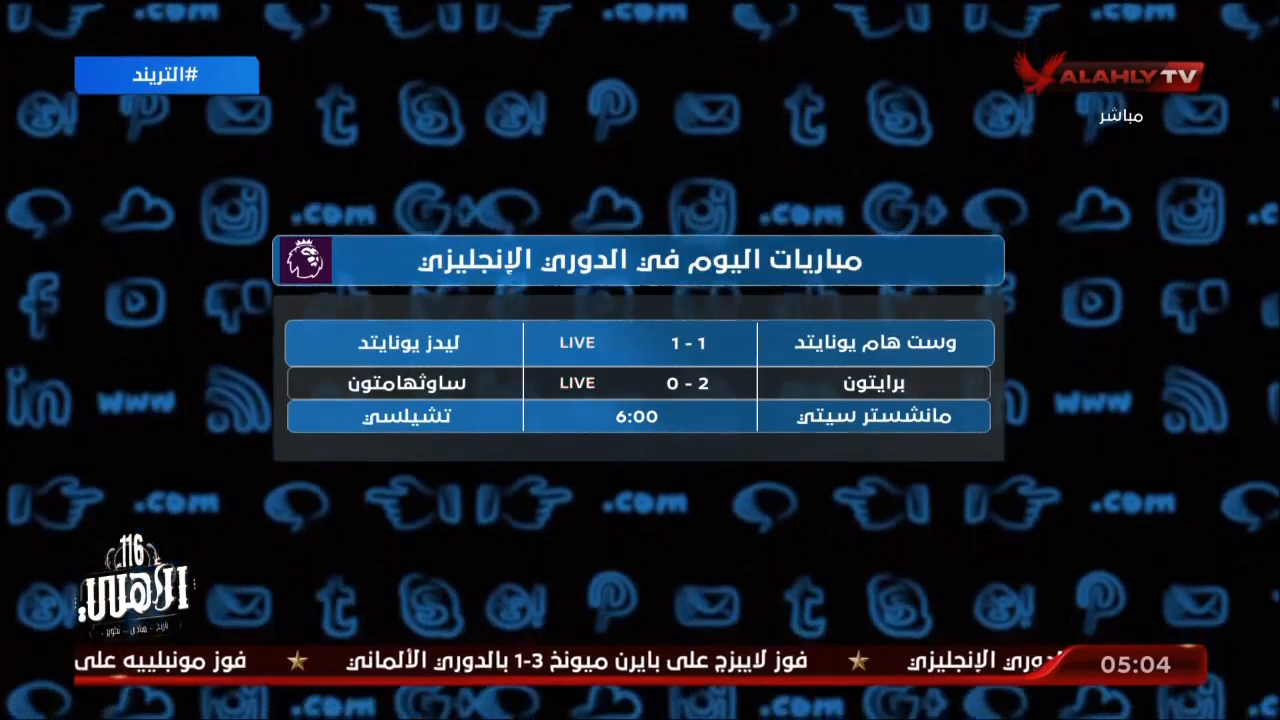 #التريند
ALAHLY TV
مباشر
مباريات اليوم في الدوري الإنجليزي
وست هام يونايتد 1 - 1 LIVE ليدز يونايتد
برايتون 0 - 2 LIVE ساوثهامتون
مانشستر سيتي 6:00 تشيلسي
116
الأهلي
الدوري الإنجليزي ★ فوز لايبزج على بايرن ميونخ 3-1 بالدوري الألماني ★ فوز مونبلييه على
05:04